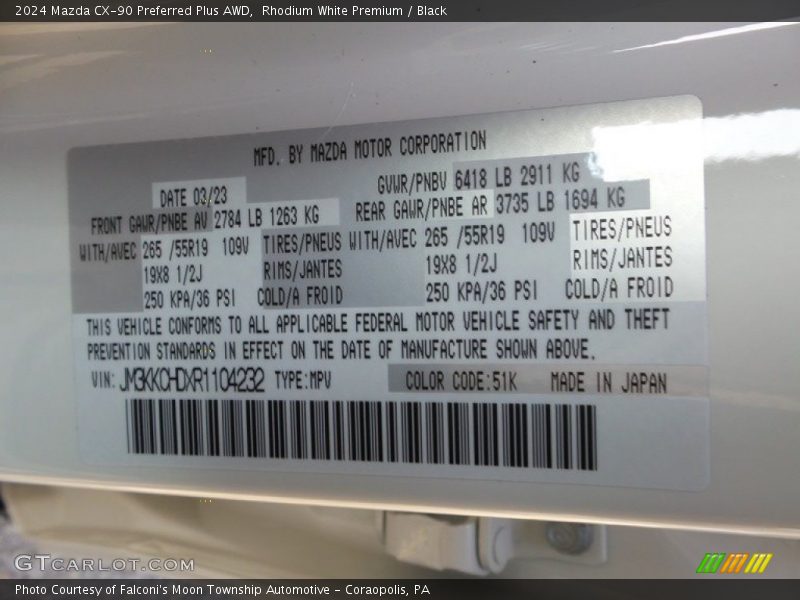 2024 Mazda CX-90 Preferred Plus AWD, Rhodium White Premium / Black
MFD. BY MAZDA MOTOR CORPORATION
DATE 03/23 GVWR/PNBV 6418 LB 2911 KG
FRONT GAWR/PNBE AV 2784 LB 1263 KG REAR GAWR/PNBE AR 3735 LB 1694 KG
WITH/AVEC 265 /55R19 109V TIRES/PNEUS WITH/AVEC 265 /55R19 109V TIRES/PNEUS
19X8 1/2J RIMS/JANTES 19X8 1/2J RIMS/JANTES
250 KPA/36 PSI COLD/A FROID 250 KPA/36 PSI COLD/A FROID
THIS VEHICLE CONFORMS TO ALL APPLICABLE FEDERAL MOTOR VEHICLE SAFETY AND THEFT
PREVENTION STANDARDS IN EFFECT ON THE DATE OF MANUFACTURE SHOWN ABOVE.
VIN: JM3KKCHDXR1104232 TYPE:MPV COLOR CODE:51K MADE IN JAPAN
GTCARLOT.COM
Photo Courtesy of Falconi's Moon Township Automotive - Coraopolis, PA